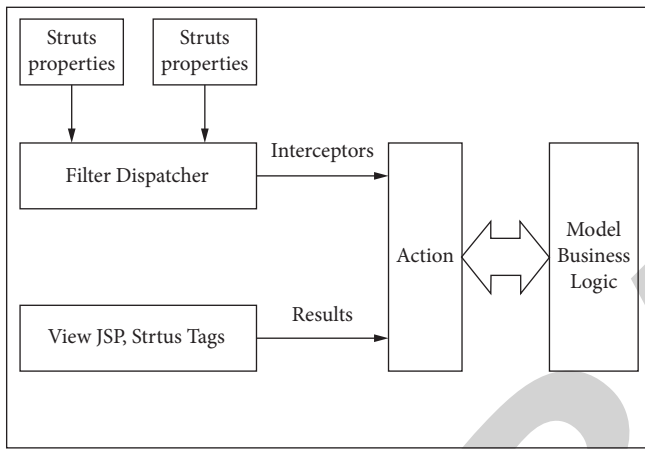 Struts
properties
Struts
properties
Filter Dispatcher
Interceptors
Action
Model
Business
Logic
View JSP, Strtus Tags
Results